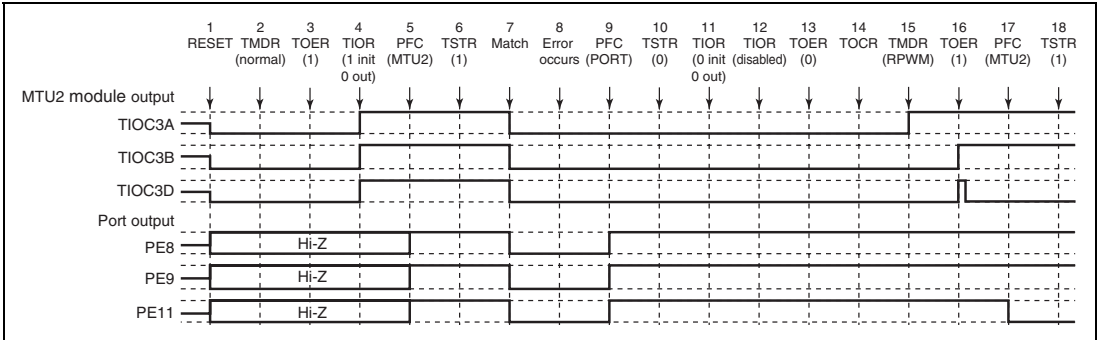 1 2 3 4 5 6 7 8 9 10 11 12 13 14 15 16 17 18
RESET TMDR TOER TIOR PFC TSTR Match Error PFC TSTR TIOR TIOR TOER TOCR TMDR TOER PFC TSTR
(normal) (1) (1 init (MTU2) (1) occurs (PORT) (0) (0 init (disabled) (0) (RPWM) (1) (MTU2) (1)
0 out) 0 out)
MTU2 module output
TIOC3A
TIOC3B
TIOC3D
Port output
PE8 Hi-Z
PE9 Hi-Z
PE11 Hi-Z